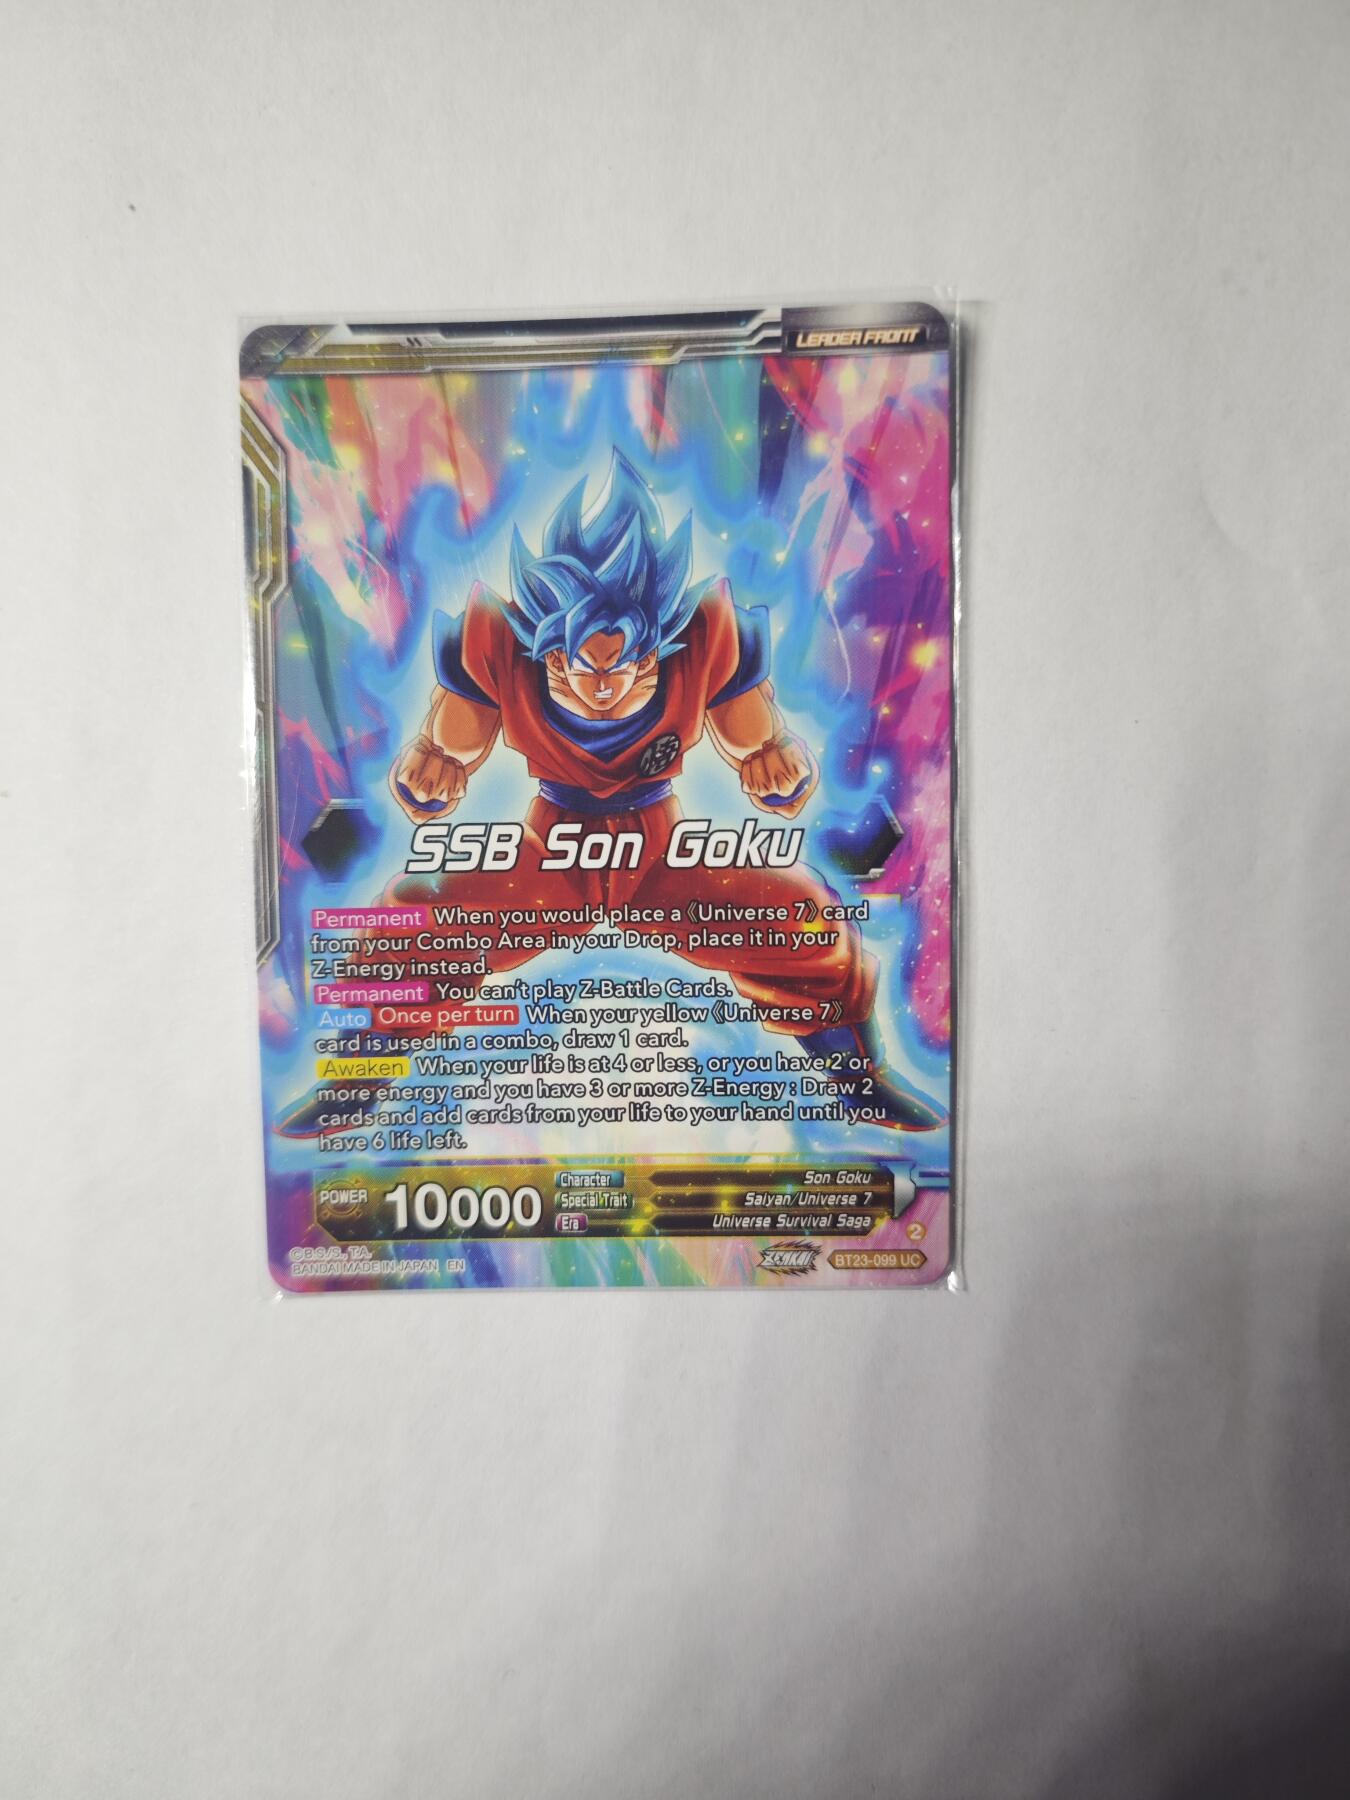 LEADER FRONT
SSB Son Goku
Permanent When you would place a 《Universe 7》 card
from your Combo Area in your Drop, place it in your
Z-Energy instead.
Permanent You can't play Z-Battle Cards.
Auto Once per turn When your yellow 《Universe 7》
card is used in a combo, draw 1 card.
Awaken When your life is at 4 or less, or you have 2 or
more energy and you have 3 or more Z-Energy : Draw 2
cards and add cards from your life to your hand until you
have 6 life left.
POWER 10000
Character Son Goku
Special Trait Saiyan/Universe 7
Era Universe Survival Saga
2
©B.S/S., T.A.
BANDAI MADE IN JAPAN EN
ZENKAI BT23-099 UC